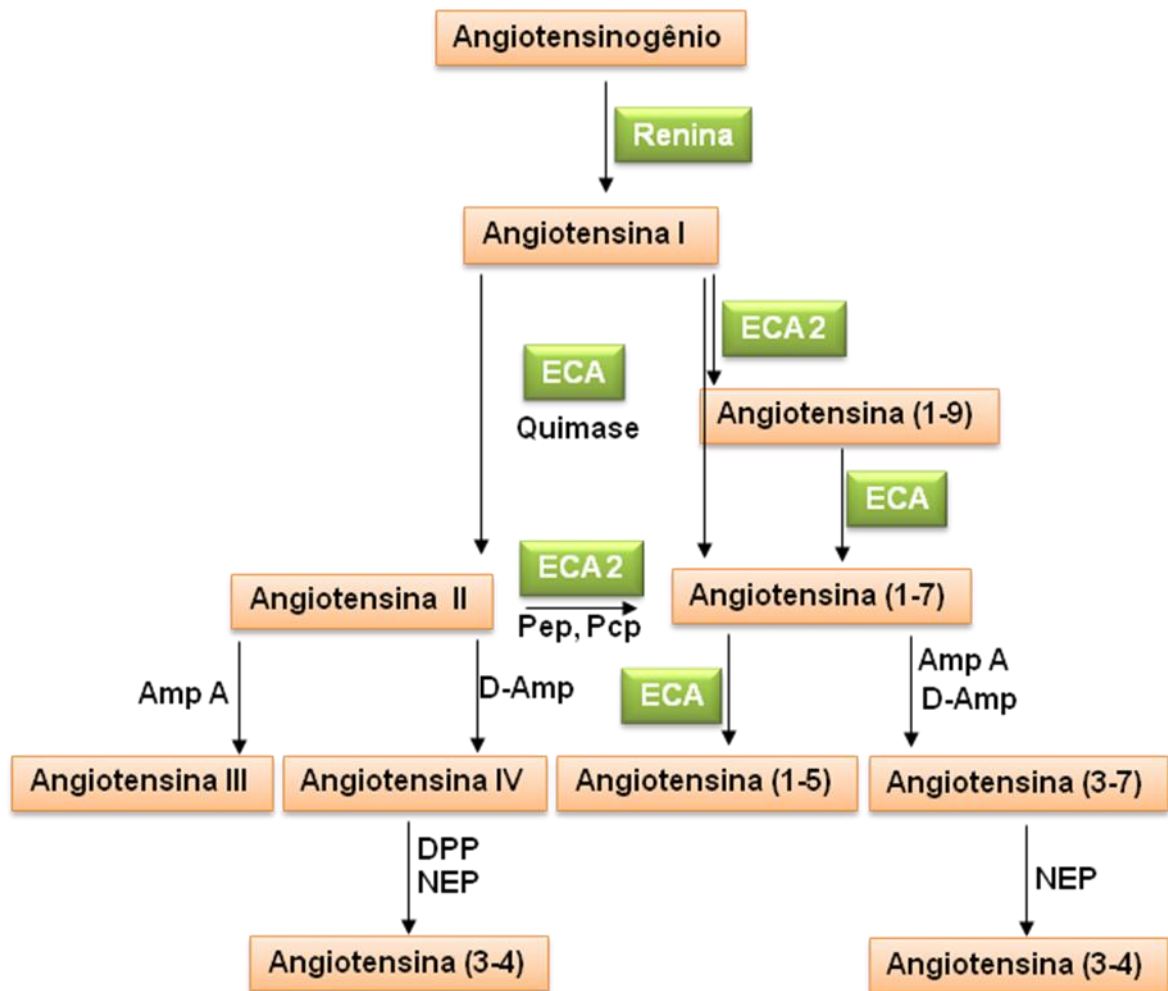 Angiotensinogênio
Renina
Angiotensina I
ECA 2
ECA
Quimase
Angiotensina (1-9)
ECA
ECA 2
Angiotensina II
Pep, Pcp
Angiotensina (1-7)
Amp A
D-Amp
ECA
Amp A
D-Amp
Angiotensina III
Angiotensina IV
Angiotensina (1-5)
Angiotensina (3-7)
DPP
NEP
NEP
Angiotensina (3-4)
Angiotensina (3-4)